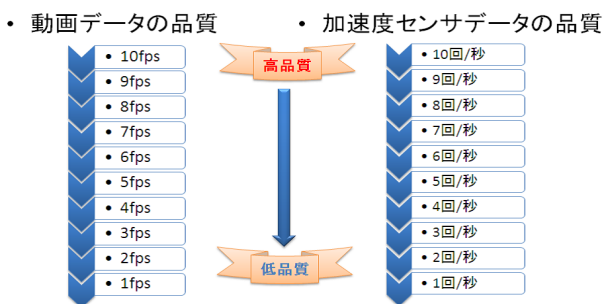 • 動画データの品質
• 10fps
• 9fps
• 8fps
• 7fps
• 6fps
• 5fps
• 4fps
• 3fps
• 2fps
• 1fps
高品質
低品質
• 加速度センサデータの品質
• 10回/秒
• 9回/秒
• 8回/秒
• 7回/秒
• 6回/秒
• 5回/秒
• 4回/秒
• 3回/秒
• 2回/秒
• 1回/秒